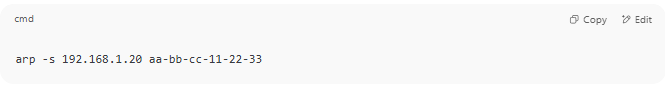 cmd Copy Edit
arp -s 192.168.1.20 aa-bb-cc-11-22-33